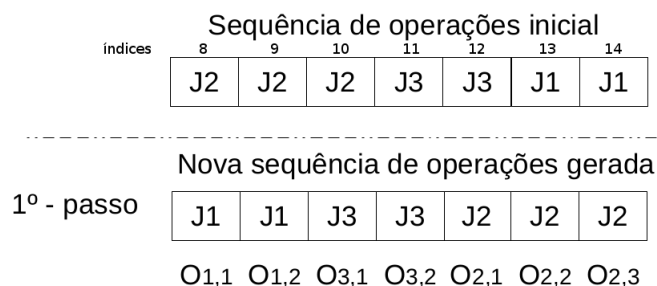 Sequência de operações inicial
índices 8 9 10 11 12 13 14
J2 J2 J2 J3 J3 J1 J1
Nova sequência de operações gerada
1º - passo J1 J1 J3 J3 J2 J2 J2
O1,1 O1,2 O3,1 O3,2 O2,1 O2,2 O2,3